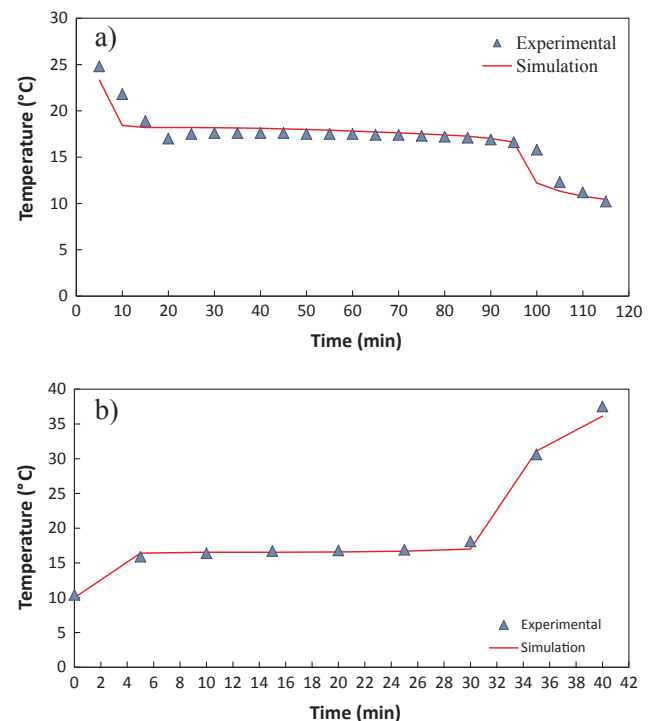 a)
Experimental
Simulation
Temperature (°C)
30
25
20
15
10
5
0
0 10 20 30 40 50 60 70 80 90 100 110 120
Time (min)
b)
Temperature (°C)
40
35
30
25
20
15
10
5
0
Experimental
Simulation
0 2 4 6 8 10 12 14 16 18 20 22 24 26 28 30 32 34 36 38 40 42
Time (min)